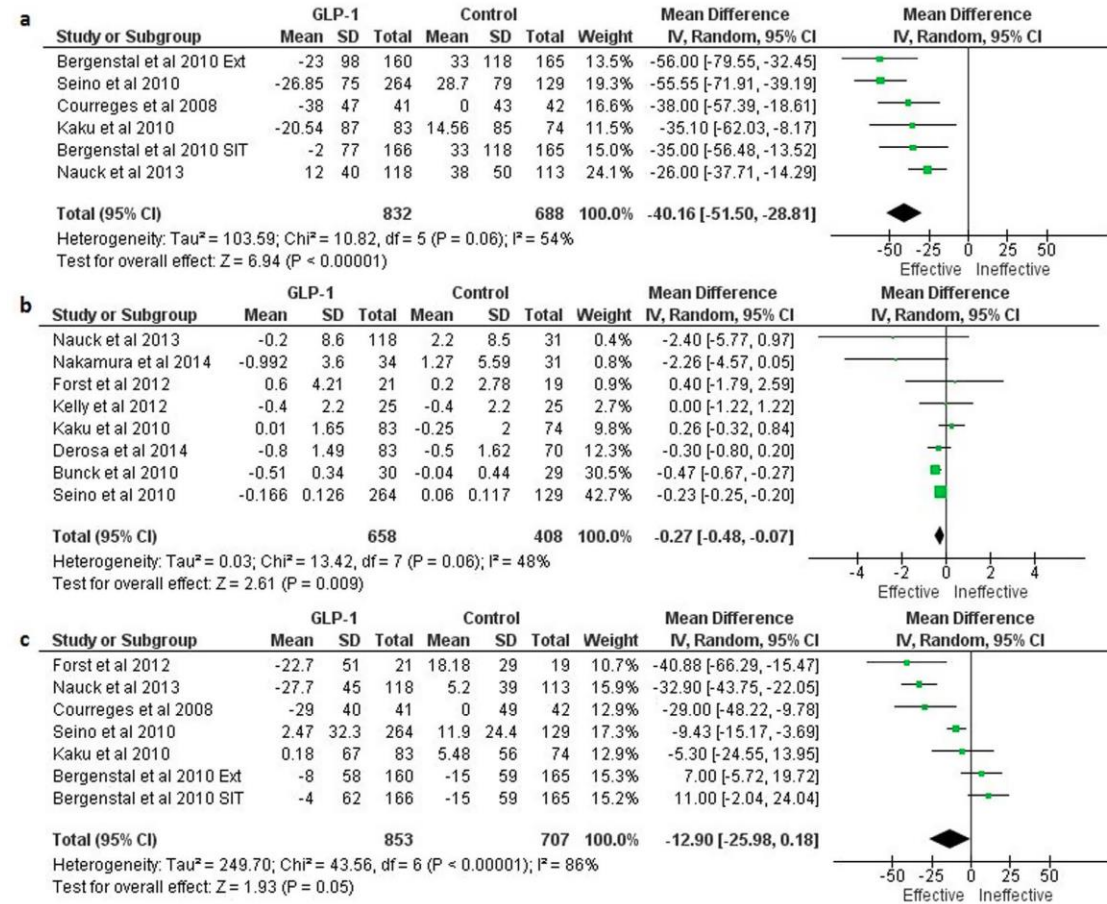 a GLP-1 Control Mean Difference Mean Difference
Study or Subgroup Mean SD Total Mean SD Total Weight IV, Random, 95% CI IV, Random, 95% CI
Bergenstal et al 2010 Ext -23 98 160 33 118 165 13.5% -56.00 [-79.55, -32.45]
Seino et al 2010 -26.85 75 264 28.7 79 129 19.3% -55.55 [-71.91, -39.19]
Courreges et al 2008 -38 47 41 0 43 42 16.6% -38.00 [-57.39, -18.61]
Kaku et al 2010 -20.54 87 83 14.56 85 74 11.5% -35.10 [-62.03, -8.17]
Bergenstal et al 2010 SIT -2 77 166 33 118 165 15.0% -35.00 [-56.48, -13.52]
Nauck et al 2013 12 40 118 38 50 113 24.1% -26.00 [-37.71, -14.29]
Total (95% CI) 832 688 100.0% -40.16 [-51.50, -28.81]
Heterogeneity: Tau² = 103.59; Chi² = 10.82, df = 5 (P = 0.06); I² = 54%
Test for overall effect: Z = 6.94 (P < 0.00001)
-50 -25 0 25 50
Effective Ineffective
b GLP-1 Control Mean Difference Mean Difference
Study or Subgroup Mean SD Total Mean SD Total Weight IV, Random, 95% CI IV, Random, 95% CI
Nauck et al 2013 -0.2 8.6 118 2.2 8.5 31 0.4% -2.40 [-5.77, 0.97]
Nakamura et al 2014 -0.992 3.6 34 1.27 5.59 31 0.8% -2.26 [-4.57, 0.05]
Forst et al 2012 0.6 4.21 21 0.2 2.78 19 0.9% 0.40 [-1.79, 2.59]
Kelly et al 2012 -0.4 2.2 25 -0.4 2.2 25 2.7% 0.00 [-1.22, 1.22]
Kaku et al 2010 0.01 1.65 83 -0.25 2 74 9.8% 0.26 [-0.32, 0.84]
Derosa et al 2014 -0.8 1.49 83 -0.5 1.62 70 12.3% -0.30 [-0.80, 0.20]
Bunck et al 2010 -0.51 0.34 30 -0.04 0.44 29 30.5% -0.47 [-0.67, -0.27]
Seino et al 2010 -0.166 0.126 264 0.06 0.117 129 42.7% -0.23 [-0.25, -0.20]
Total (95% CI) 658 408 100.0% -0.27 [-0.48, -0.07]
Heterogeneity: Tau² = 0.03; Chi² = 13.42, df = 7 (P = 0.06); I² = 48%
Test for overall effect: Z = 2.61 (P = 0.009)
-4 -2 0 2 4
Effective Ineffective
GLP-1 Control Mean Difference Mean Difference
c Study or Subgroup Mean SD Total Mean SD Total Weight IV, Random, 95% CI IV, Random, 95% CI
Forst et al 2012 -22.7 51 21 18.18 29 19 10.7% -40.88 [-66.29, -15.47]
Nauck et al 2013 -27.7 45 118 5.2 39 113 15.9% -32.90 [-43.75, -22.05]
Courreges et al 2008 -29 40 41 0 49 42 12.9% -29.00 [-48.22, -9.78]
Seino et al 2010 2.47 32.3 264 11.9 24.4 129 17.3% -9.43 [-15.17, -3.69]
Kaku et al 2010 0.18 67 83 5.48 56 74 12.9% -5.30 [-24.55, 13.95]
Bergenstal et al 2010 Ext -8 58 160 -15 59 165 15.3% 7.00 [-5.72, 19.72]
Bergenstal et al 2010 SIT -4 62 166 -15 59 165 15.2% 11.00 [-2.04, 24.04]
Total (95% CI) 853 707 100.0% -12.90 [-25.98, 0.18]
Heterogeneity: Tau² = 249.70; Chi² = 43.56, df = 6 (P < 0.00001); I² = 86%
Test for overall effect: Z = 1.93 (P = 0.05)
-50 -25 0 25 50
Effective Ineffective